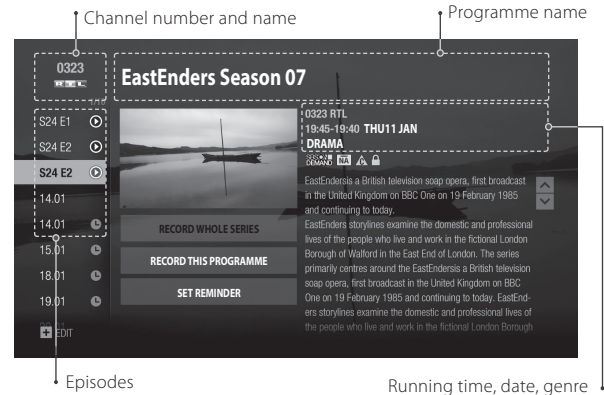 Channel number and name
Programme name
0323
RTL
EastEnders Season 07
1/10
S24 E1
S24 E2
S24 E2
14.01
14.01
15.01
18.01
19.01
EDIT
0323 RTL
19:45-19:40 THU11 JAN
DRAMA
DEMAND NA
EastEndersis a British television soap opera, first broadcast
in the United Kingdom on BBC One on 19 February 1985
and continuing to today.
EastEnders storylines examine the domestic and professional
lives of the people who live and work in the fictional London
Borough of Walford in the East End of London. The series
primarily centres around the EastEndersis a British television
soap opera, first broadcast in the United Kingdom on BBC
One on 19 February 1985 and continuing to today. EastEnd-
ers storylines examine the domestic and professional lives of
the people who live and work in the fictional London Borough
RECORD WHOLE SERIES
RECORD THIS PROGRAMME
SET REMINDER
Episodes
Running time, date, genre